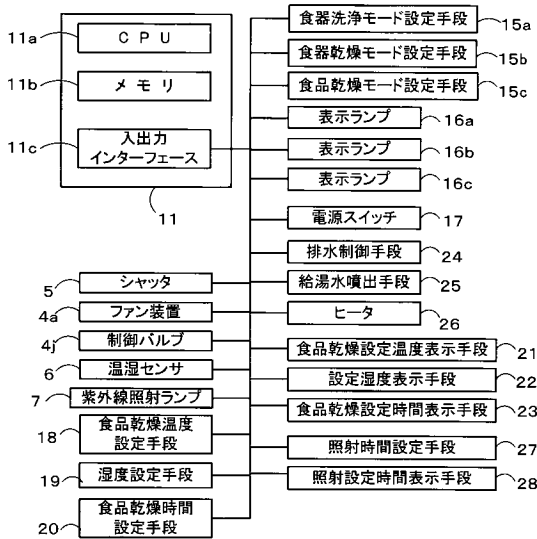 11a
CPU
11b
メモリ
11c
入出力
インターフェース
11
5
シャッタ
4a
ファン装置
4j
制御バルブ
6
温湿センサ
7
紫外線照射ランプ
18
食品乾燥温度
設定手段
19
湿度設定手段
20
食品乾燥時間
設定手段
食器洗浄モード設定手段
15a
食器乾燥モード設定手段
15b
食品乾燥モード設定手段
15c
表示ランプ
16a
表示ランプ
16b
表示ランプ
16c
電源スイッチ
17
排水制御手段
24
給湯水噴出手段
25
ヒータ
26
食品乾燥設定温度表示手段
21
設定湿度表示手段
22
食品乾燥設定時間表示手段
23
照射時間設定手段
27
照射設定時間表示手段
28